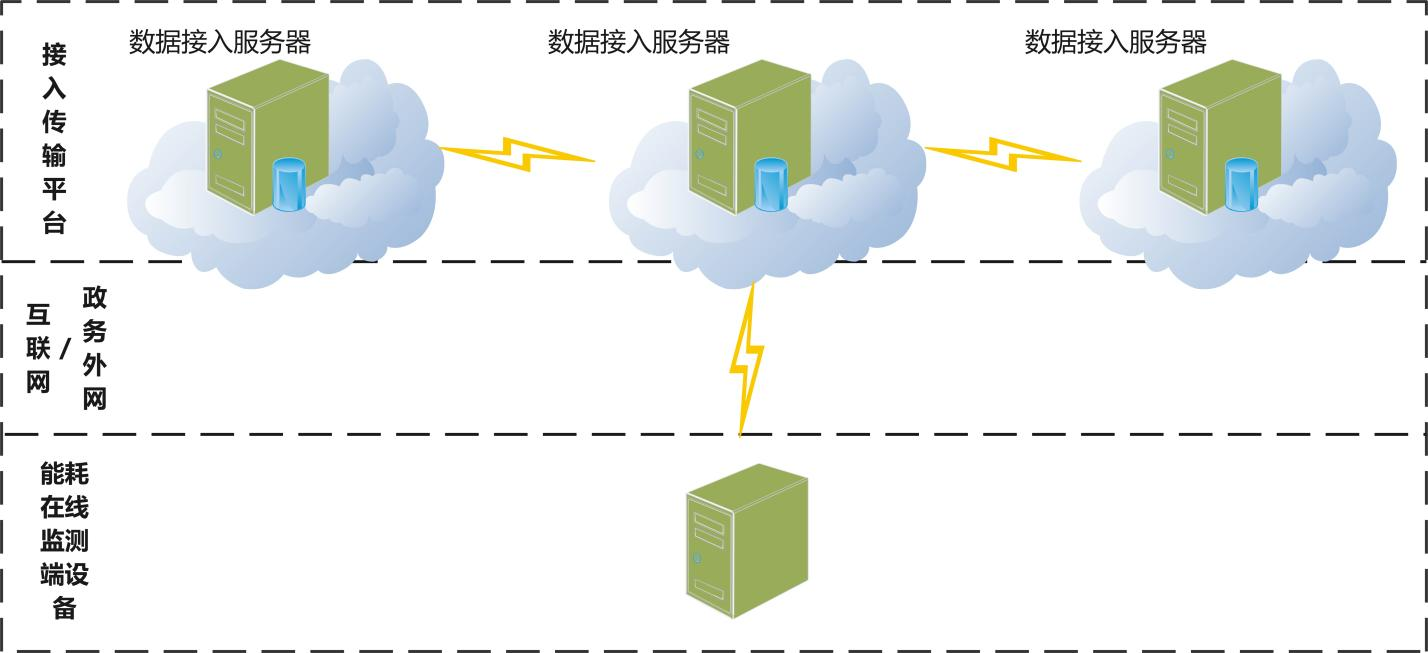 数据接入服务器
数据接入服务器
数据接入服务器
接入传输平台
互联网
/
政务外网
能耗
在线
监测
端设
备